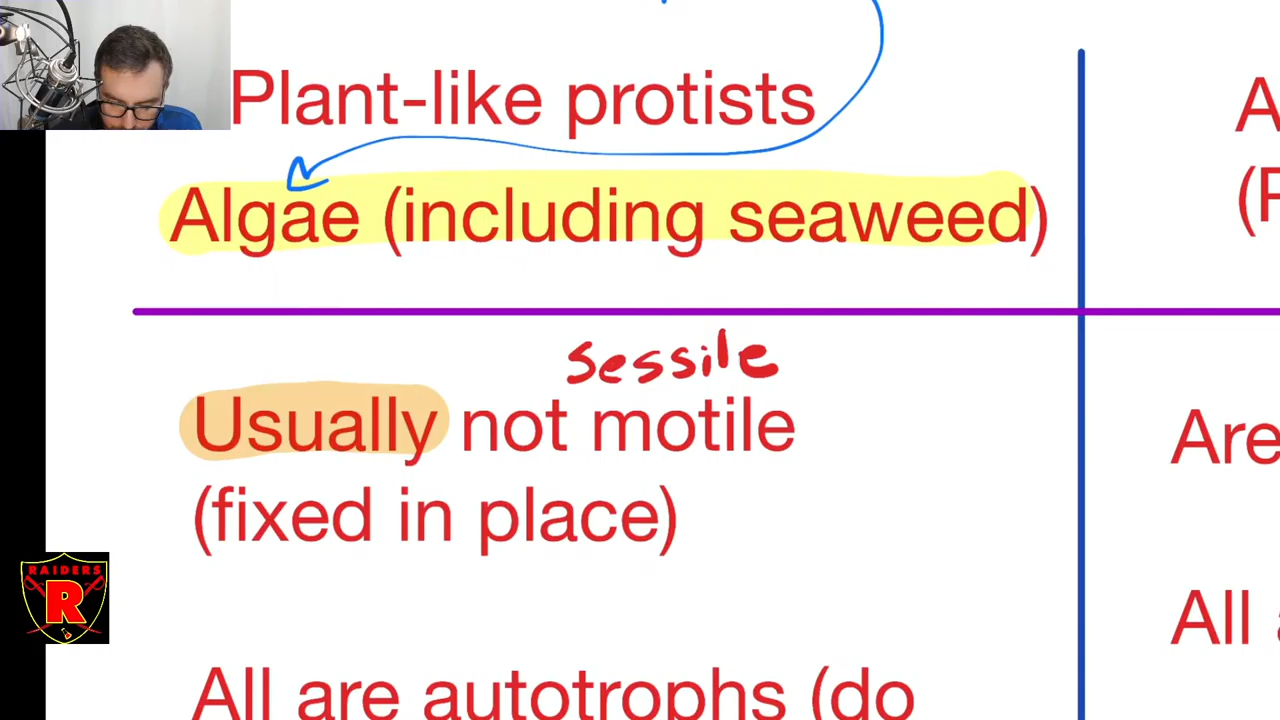 Plant-like protists
Algae (including seaweed)
sessile
Usually not motile
(fixed in place)
All are autotrophs (do
A
(P
Are
All
RAIDERS
R